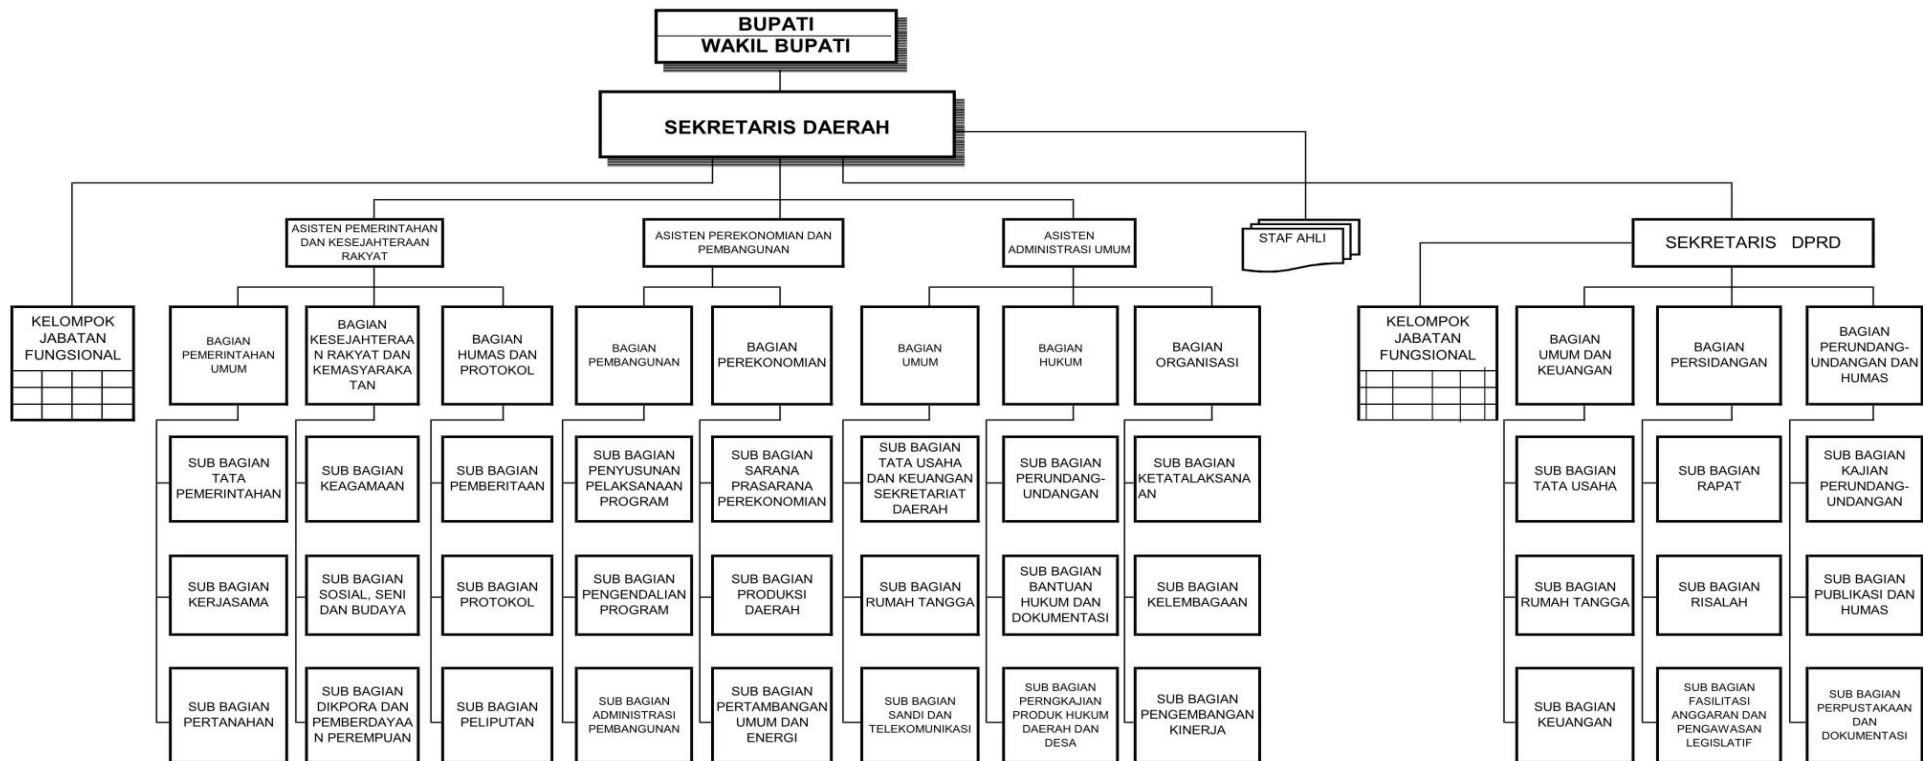 BUPATI
WAKIL BUPATI
SEKRETARIS DAERAH
ASISTEN PEMERINTAHAN
DAN KESEJAHTERAAN
RAKYAT
ASISTEN PEREKONOMIAN DAN
PEMBANGUNAN
ASISTEN
ADMINISTRASI UMUM
STAF AHLI
SEKRETARIS DPRD
KELOMPOK
JABATAN
FUNGSIONAL
BAGIAN
PEMERINTAHAN
UMUM
BAGIAN
KESEJAHTERAA
N RAKYAT DAN
KEMASYARAKA
TAN
BAGIAN
HUMAS DAN
PROTOKOL
BAGIAN
PEMBANGUNAN
BAGIAN
PEREKONOMIAN
BAGIAN
UMUM
BAGIAN
HUKUM
BAGIAN
ORGANISASI
KELOMPOK
JABATAN
FUNGSIONAL
BAGIAN
UMUM DAN
KEUANGAN
BAGIAN
PERSIDANGAN
BAGIAN
PERUNDANG-
UNDANGAN DAN
HUMAS
SUB BAGIAN
TATA
PEMERINTAHAN
SUB BAGIAN
KEAGAMAAN
SUB BAGIAN
PEMBERITAAN
SUB BAGIAN
PENYUSUNAN
PELAKSANAAN
PROGRAM
SUB BAGIAN
SARANA
PRASARANA
PEREKONOMIAN
SUB BAGIAN
TATA USAHA
DAN KEUANGAN
SEKRETARIAT
DAERAH
SUB BAGIAN
PERUNDANG-
UNDANGAN
SUB BAGIAN
KETATALAKSANA
AN
SUB BAGIAN
TATA USAHA
SUB BAGIAN
RAPAT
SUB BAGIAN
KAJIAN
PERUNDANG-
UNDANGAN
SUB BAGIAN
KERJASAMA
SUB BAGIAN
SOSIAL, SENI
DAN BUDAYA
SUB BAGIAN
PROTOKOL
SUB BAGIAN
PENGENDALIAN
PROGRAM
SUB BAGIAN
PRODUKSI
DAERAH
SUB BAGIAN
RUMAH TANGGA
SUB BAGIAN
BANTUAN
HUKUM DAN
DOKUMENTASI
SUB BAGIAN
KELEMBAGAAN
SUB BAGIAN
RUMAH TANGGA
SUB BAGIAN
RISALAH
SUB BAGIAN
PUBLIKASI DAN
HUMAS
SUB BAGIAN
PERTANAHAN
SUB BAGIAN
DIKPORA DAN
PEMBERDAYAA
N PEREMPUAN
SUB BAGIAN
PELIPUTAN
SUB BAGIAN
ADMINISTRASI
PEMBANGUNAN
SUB BAGIAN
PERTAMBANGAN
UMUM DAN
ENERGI
SUB BAGIAN
SANDI DAN
TELEKOMUNIKASI
SUB BAGIAN
PERNGKAJIAN
PRODUK HUKUM
DAERAH DAN
DESA
SUB BAGIAN
PENGEMBANGAN
KINERJA
SUB BAGIAN
KEUANGAN
SUB BAGIAN
FASILITASI
ANGGARAN DAN
PENGAWASAN
LEGISLATIF
SUB BAGIAN
PERPUSTAKAAN
DAN
DOKUMENTASI